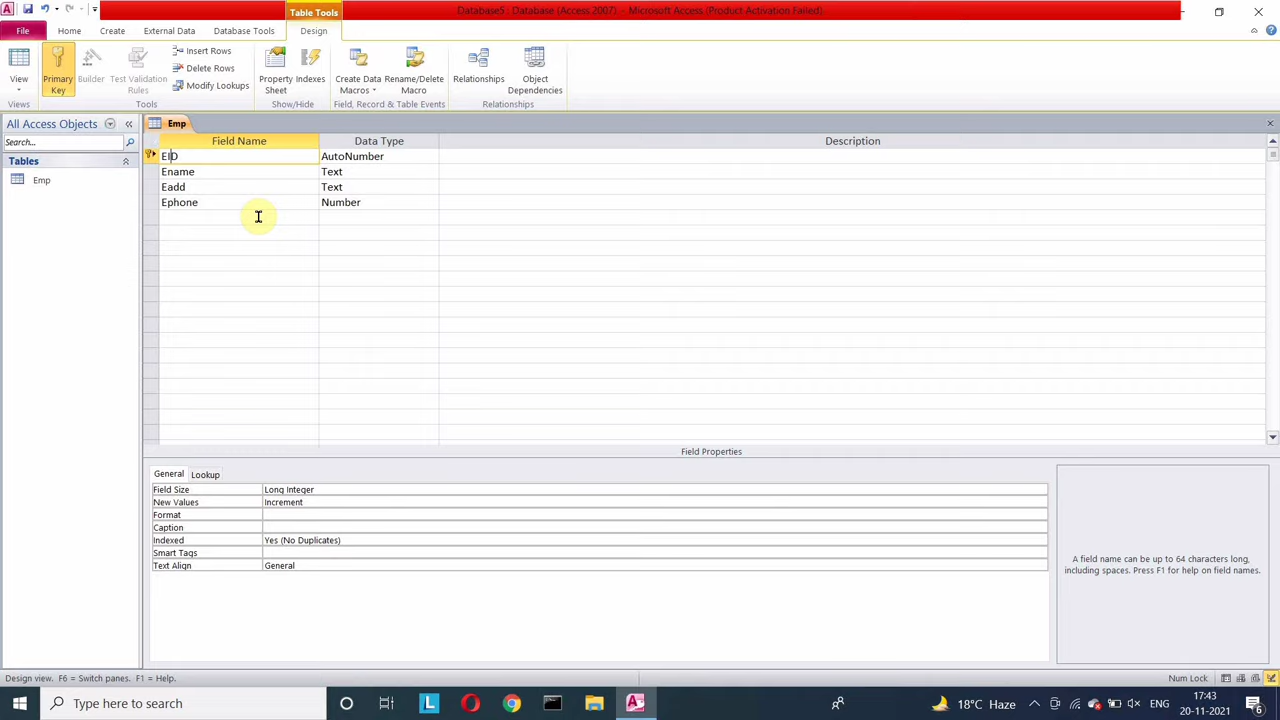 Table Tools
Database5 : Database (Access 2007) - Microsoft Access (Product Activation Failed)
File
Home
Create
External Data
Database Tools
Design
View
Primary Key
Builder
Test Validation Rules
Insert Rows
Delete Rows
Modify Lookups
Property Sheet
Indexes
Create Data Macros
Rename/Delete Macro
Relationships
Object Dependencies
Views
Tools
Show/Hide
Field, Record & Table Events
Relationships
All Access Objects
Search...
Tables
Emp
Emp
Field Name Data Type Description
EID AutoNumber
Ename Text
Eadd Text
Ephone Number
Field Properties
General Lookup
Field Size Long Integer
New Values Increment
Format
Caption
Indexed Yes (No Duplicates)
Smart Tags
Text Align General
A field name can be up to 64 characters long,
including spaces. Press F1 for help on field names.
Design view. F6 = Switch panes. F1 = Help.
Num Lock
Type here to search
18°C Haze
17:43
20-11-2021
6